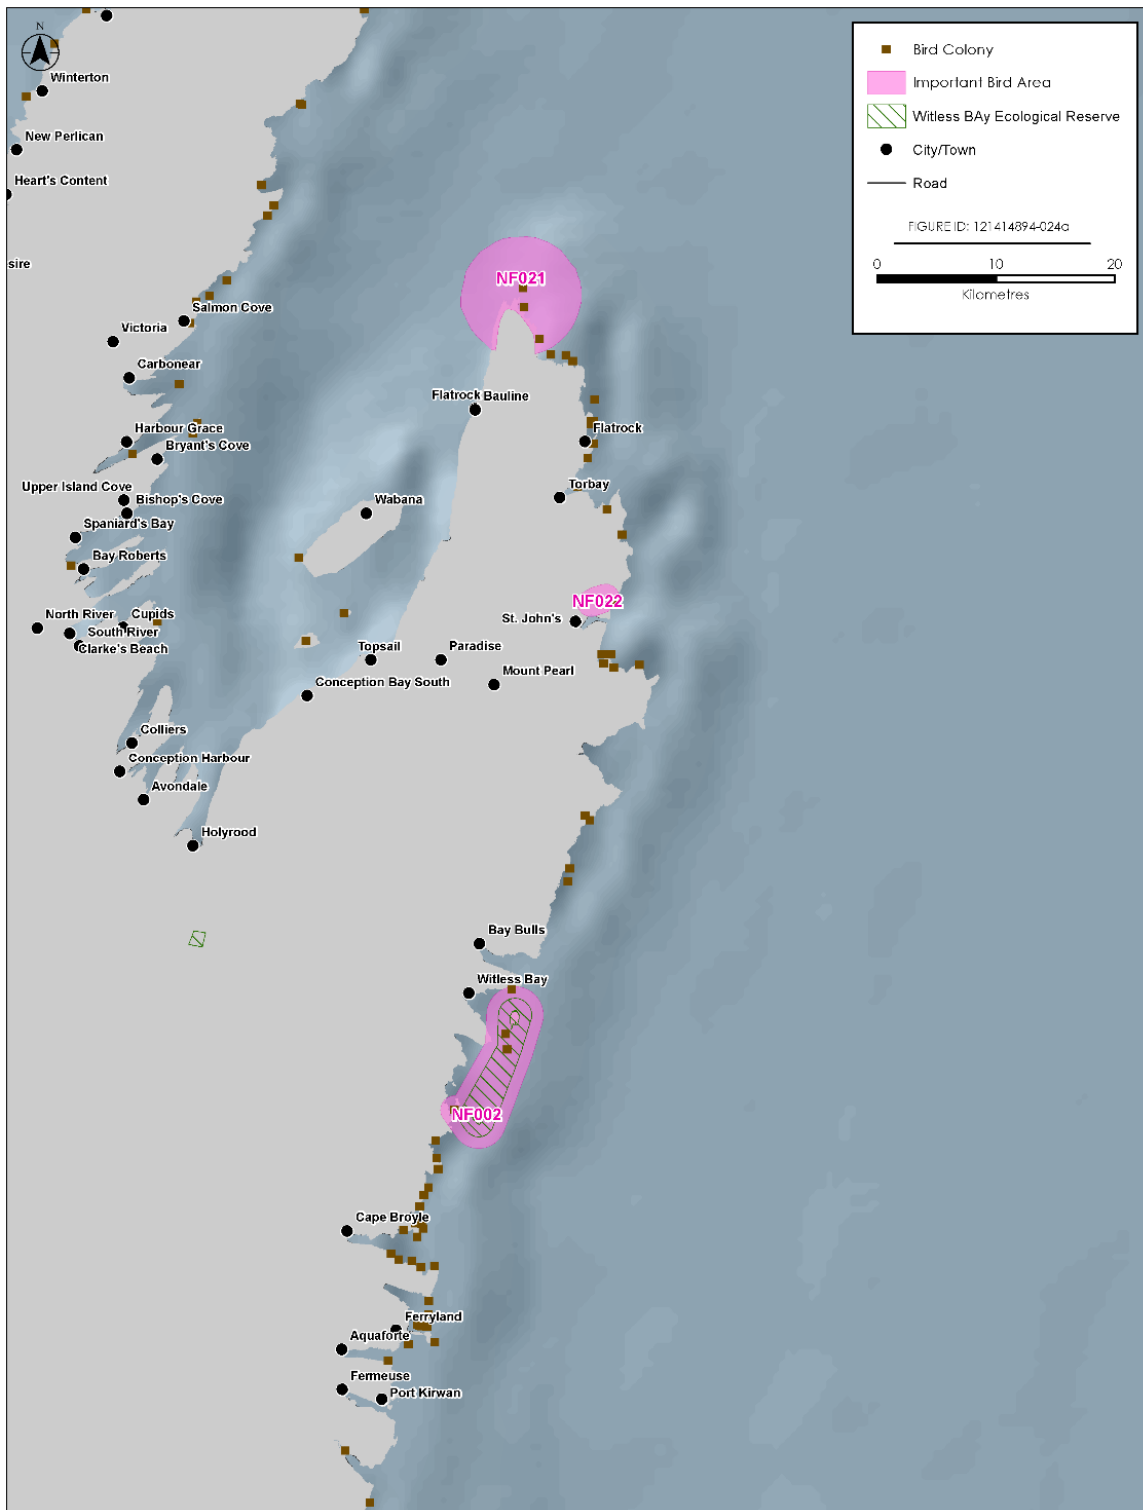 N
Winterton
New Perlican
Heart's Content
sire
Bird Colony
Important Bird Area
Witless BAy Ecological Reserve
City/Town
Road
FIGURE ID: 121414894-024a
0 10 20
Kilometres
NF021
Salmon Cove
Victoria
Carbonear
Flatrock Bauline
Harbour Grace
Flatrock
Bryant's Cove
Upper Island Cove
Torbay
Bishop's Cove
Wabana
Spaniard's Bay
Bay Roberts
NF022
North River
Cupids
St. John's
South River
Clarke's Beach
Topsail
Paradise
Mount Pearl
Conception Bay South
Colliers
Conception Harbour
Avondale
Holyrood
Bay Bulls
Witless Bay
NF002
Cape Broyle
Ferryland
Aquaforte
Fermeuse
Port Kirwan